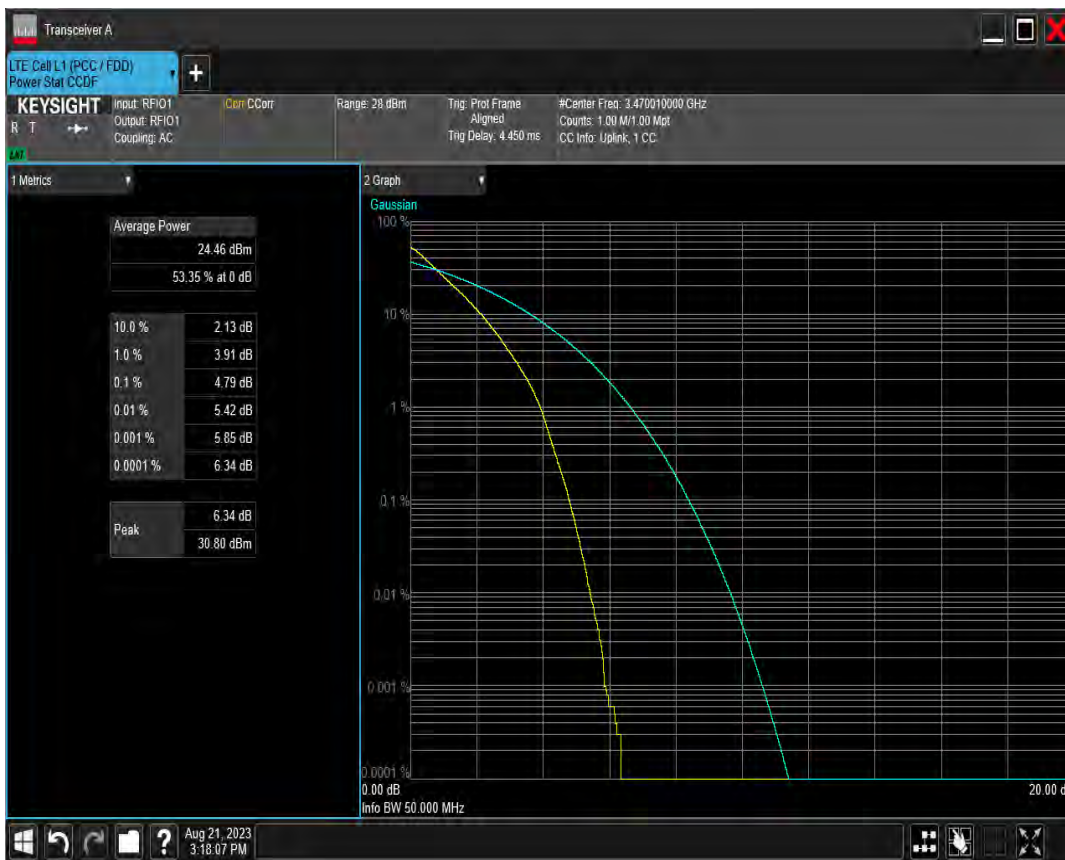 Transceiver A
LTE Cell L1 (PCC / FDD)
Power Stat CCDF
+
KEYSIGHT
R T
LXI
Input: RFIO1
Output: RFIO1
Coupling: AC
Corr CCorr
Range: 28 dBm
Trig: Prot Frame
Aligned
Trig Delay: 4.450 ms
#Center Freq: 3.470010000 GHz
Counts: 1.00 M/1.00 Mpt
CC Info: Uplink, 1 CC
1 Metrics
Average Power
24.46 dBm
53.35 % at 0 dB
10.0 % 2.13 dB
1.0 % 3.91 dB
0.1 % 4.79 dB
0.01 % 5.42 dB
0.001 % 5.85 dB
0.0001 % 6.34 dB
Peak 6.34 dB
30.80 dBm
2 Graph
Gaussian
100 %
10 %
1 %
0.1 %
0.01 %
0.001 %
0.0001 %
0.00 dB 20.00 d
Info BW 50.000 MHz
?
Aug 21, 2023
3:18:07 PM